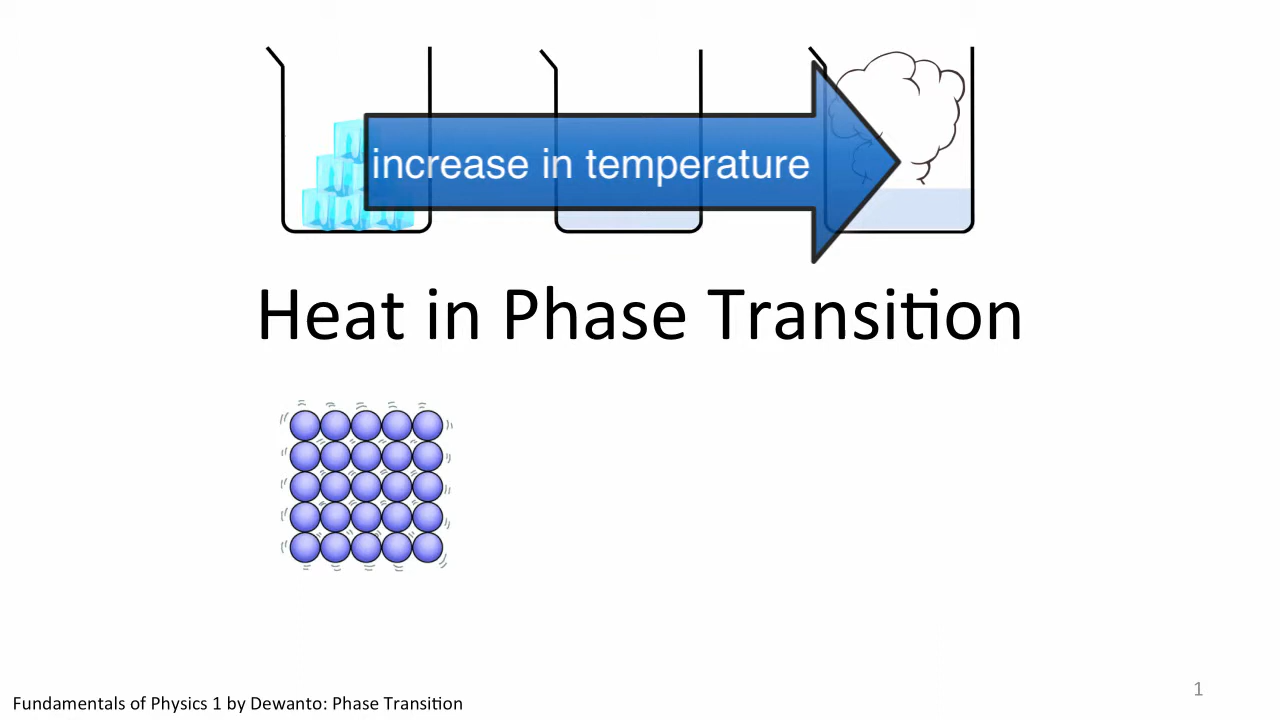 increase in temperature
Heat in Phase Transition
Fundamentals of Physics 1 by Dewanto: Phase Transition
1